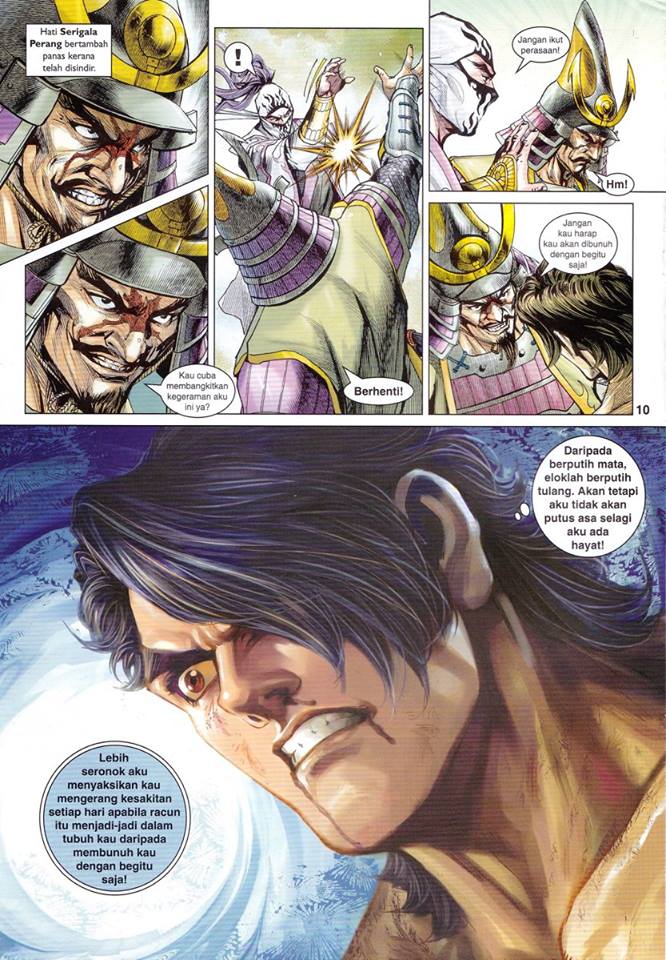 Hati Serigala
Perang bertambah
panas kerana
telah disindir.
Kau cuba
membangkitkan
kegeraman aku
ini ya?
!
Berhenti!
Jangan ikut
perasaan!
Hm!
Jangan
kau harap
kau akan dibunuh
dengan begitu
saja!
10
Daripada
berputih mata,
eloklah berputih
tulang. Akan tetapi
aku tidak akan
putus asa selagi
aku ada
hayat!
Lebih
seronok aku
menyaksikan kau
mengerang kesakitan
setiap hari apabila racun
itu menjadi-jadi dalam
tubuh kau daripada
membunuh kau
dengan begitu
saja!